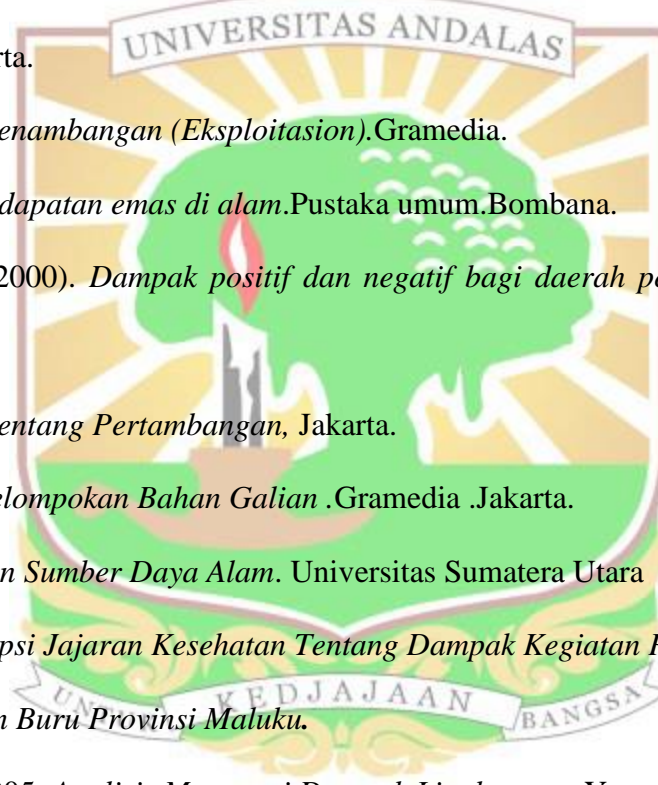 UNIVERSITAS ANDALAS
rta.
enambangan (Eksploitasion).Gramedia.
dapatan emas di alam.Pustaka umum.Bombana.
2000). Dampak positif dan negatif bagi daerah pe
entang Pertambangan, Jakarta.
elompokan Bahan Galian .Gramedia .Jakarta.
n Sumber Daya Alam. Universitas Sumatera Utara
psi Jajaran Kesehatan Tentang Dampak Kegiatan P
n Buru Provinsi Maluku.
UNTUK KEDJAJAAN BANGSA